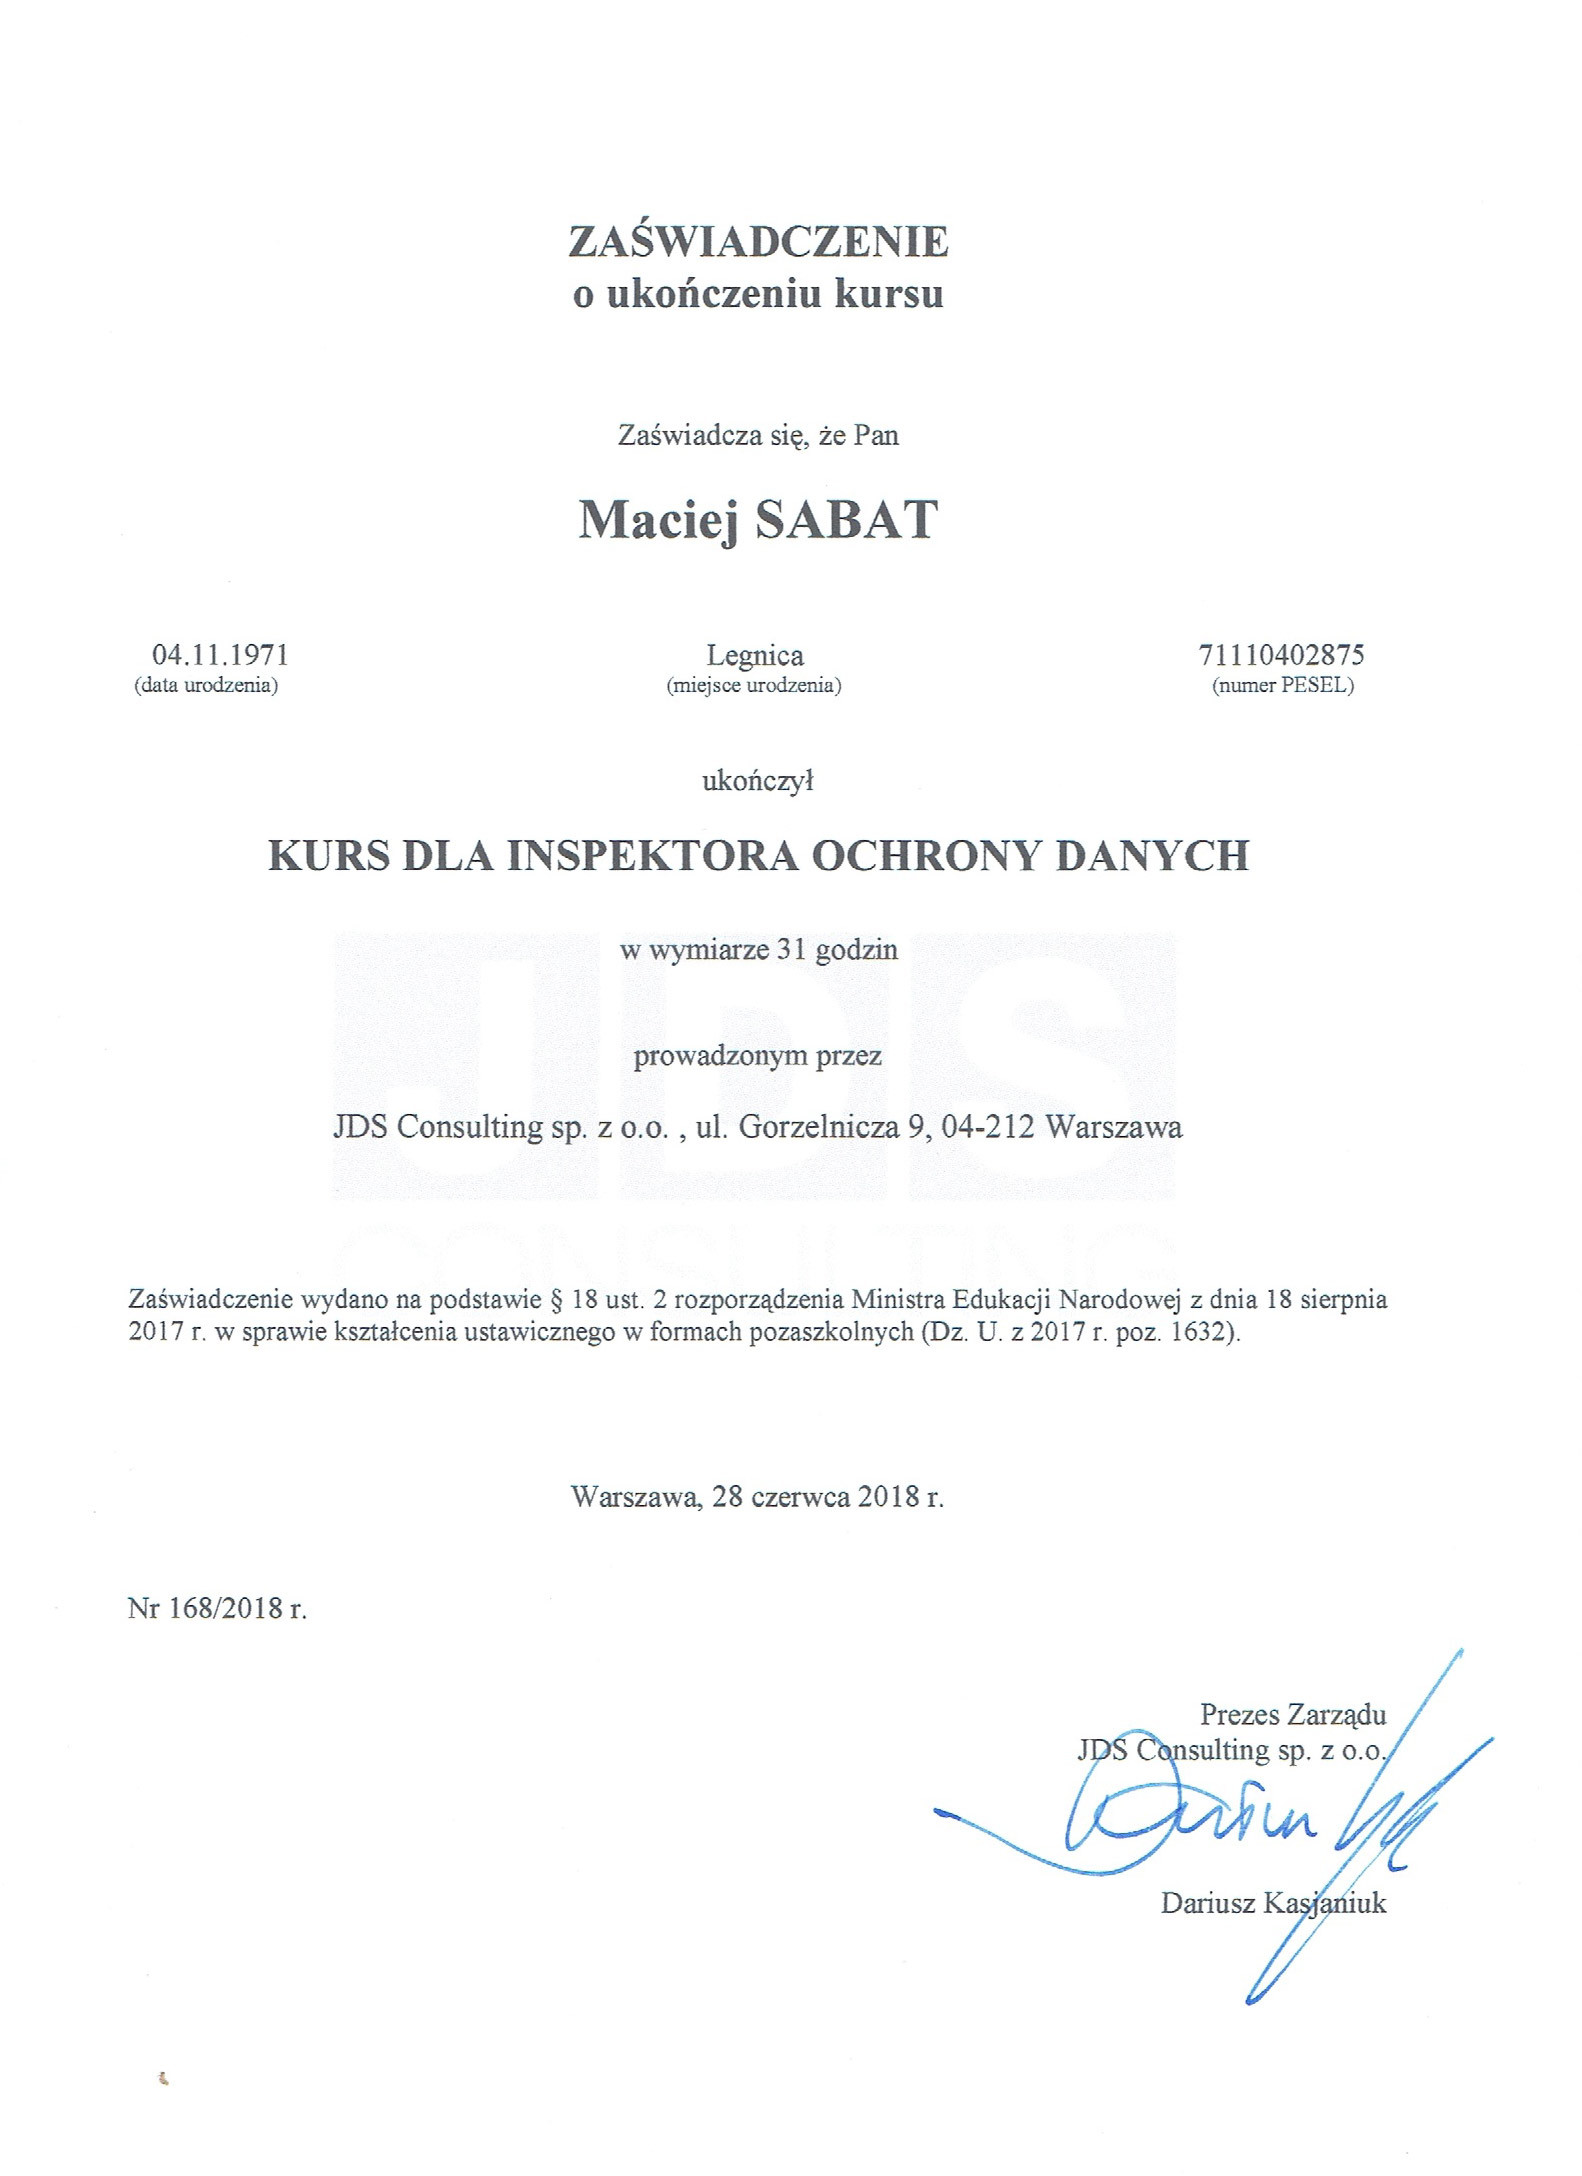 ZAŚWIADCZENIE
o ukończeniu kursu
Zaświadcza się, że Pan
Maciej SABAT
04.11.1971 Legnica 71110402875
(data urodzenia) (miejsce urodzenia) (numer PESEL)
ukończył
KURS DLA INSPEKTORA OCHRONY DANYCH
w wymiarze 31 godzin
prowadzonym przez
JDS Consulting sp. z o.o. , ul. Gorzelnicza 9, 04-212 Warszawa
JDS
CONSULTING
Zaświadczenie wydano na podstawie § 18 ust. 2 rozporządzenia Ministra Edukacji Narodowej z dnia 18 sierpnia
2017 r. w sprawie kształcenia ustawicznego w formach pozaszkolnych (Dz. U. z 2017 r. poz. 1632).
Warszawa, 28 czerwca 2018 r.
Nr 168/2018 r.
Prezes Zarządu
JDS Consulting sp. z o.o.
Dariusz Kasjaniuk